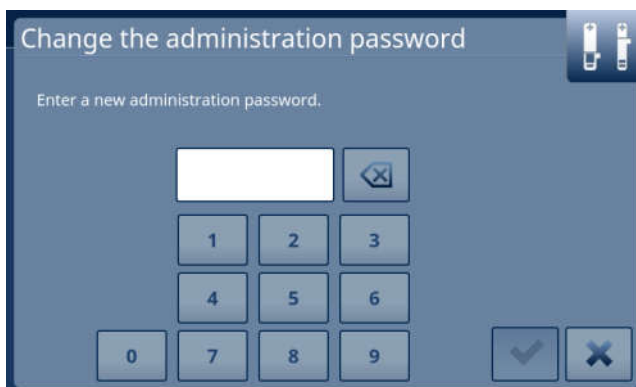 Change the administration password
Enter a new administration password.
1 2 3
4 5 6
0 7 8 9